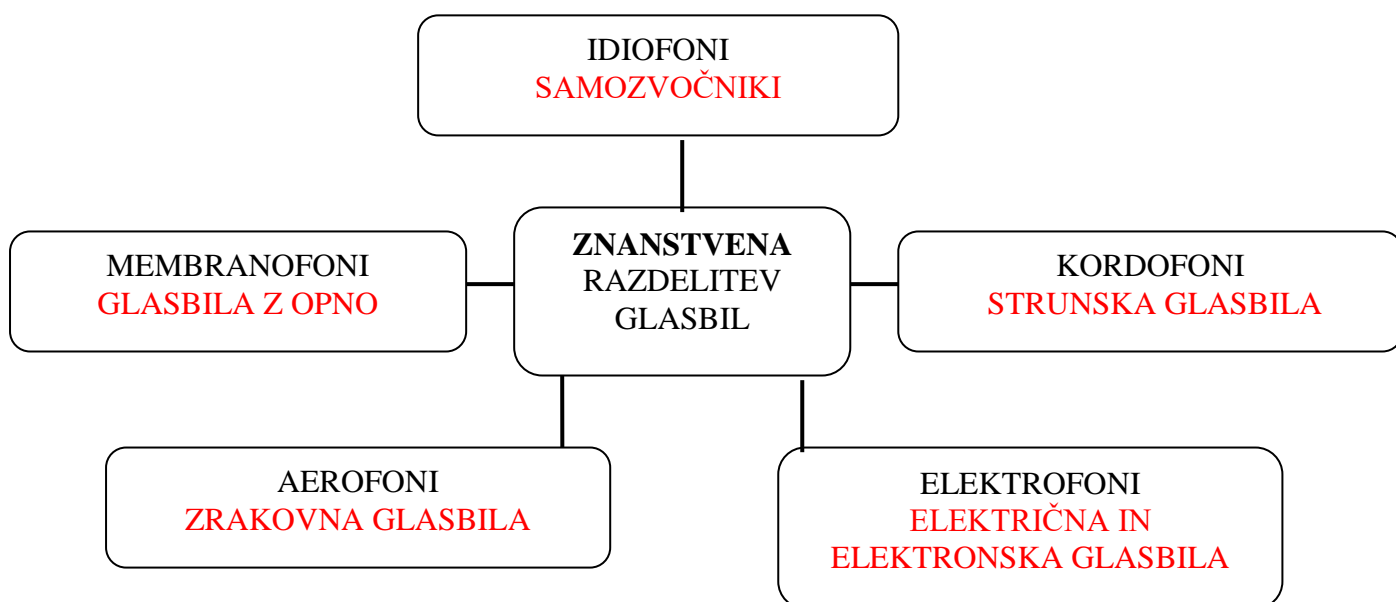 IDIOFONI
SAMOZVOČNIKI
MEMBRANOFONI
GLASBILA Z OPNO
ZNANSTVENA
RAZDELITEV
GLASBIL
KORDOFONI
STRUNSKA GLASBILA
AEROFONI
ZRAKOVNA GLASBILA
ELEKTROFONI
ELEKTRIČNA IN
ELEKTRONSKA GLASBILA